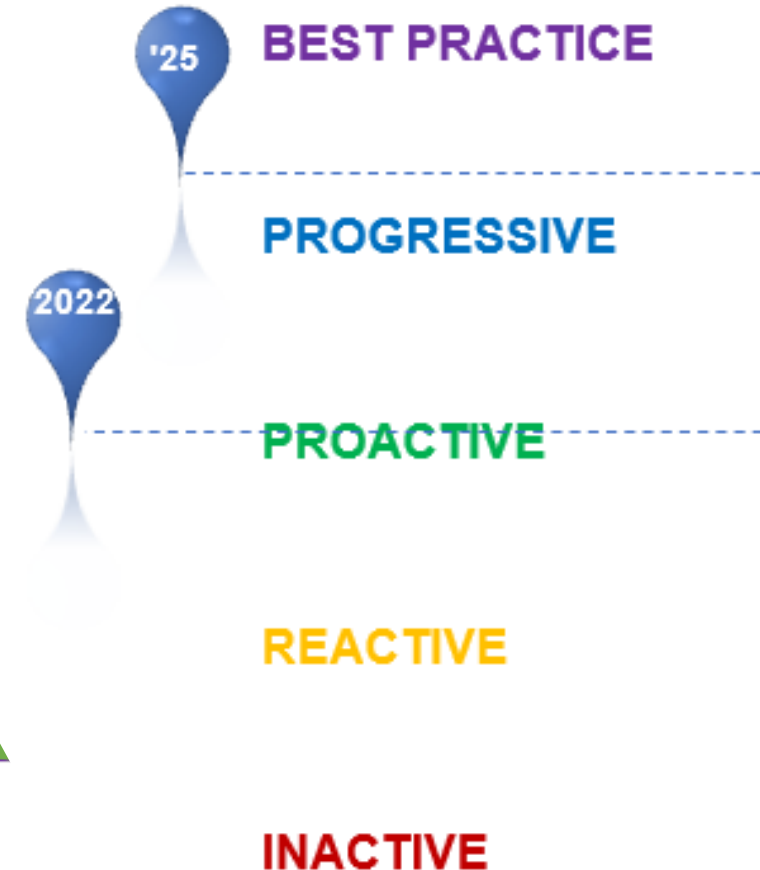 '25
BEST PRACTICE
PROGRESSIVE
2022
PROACTIVE
REACTIVE
INACTIVE